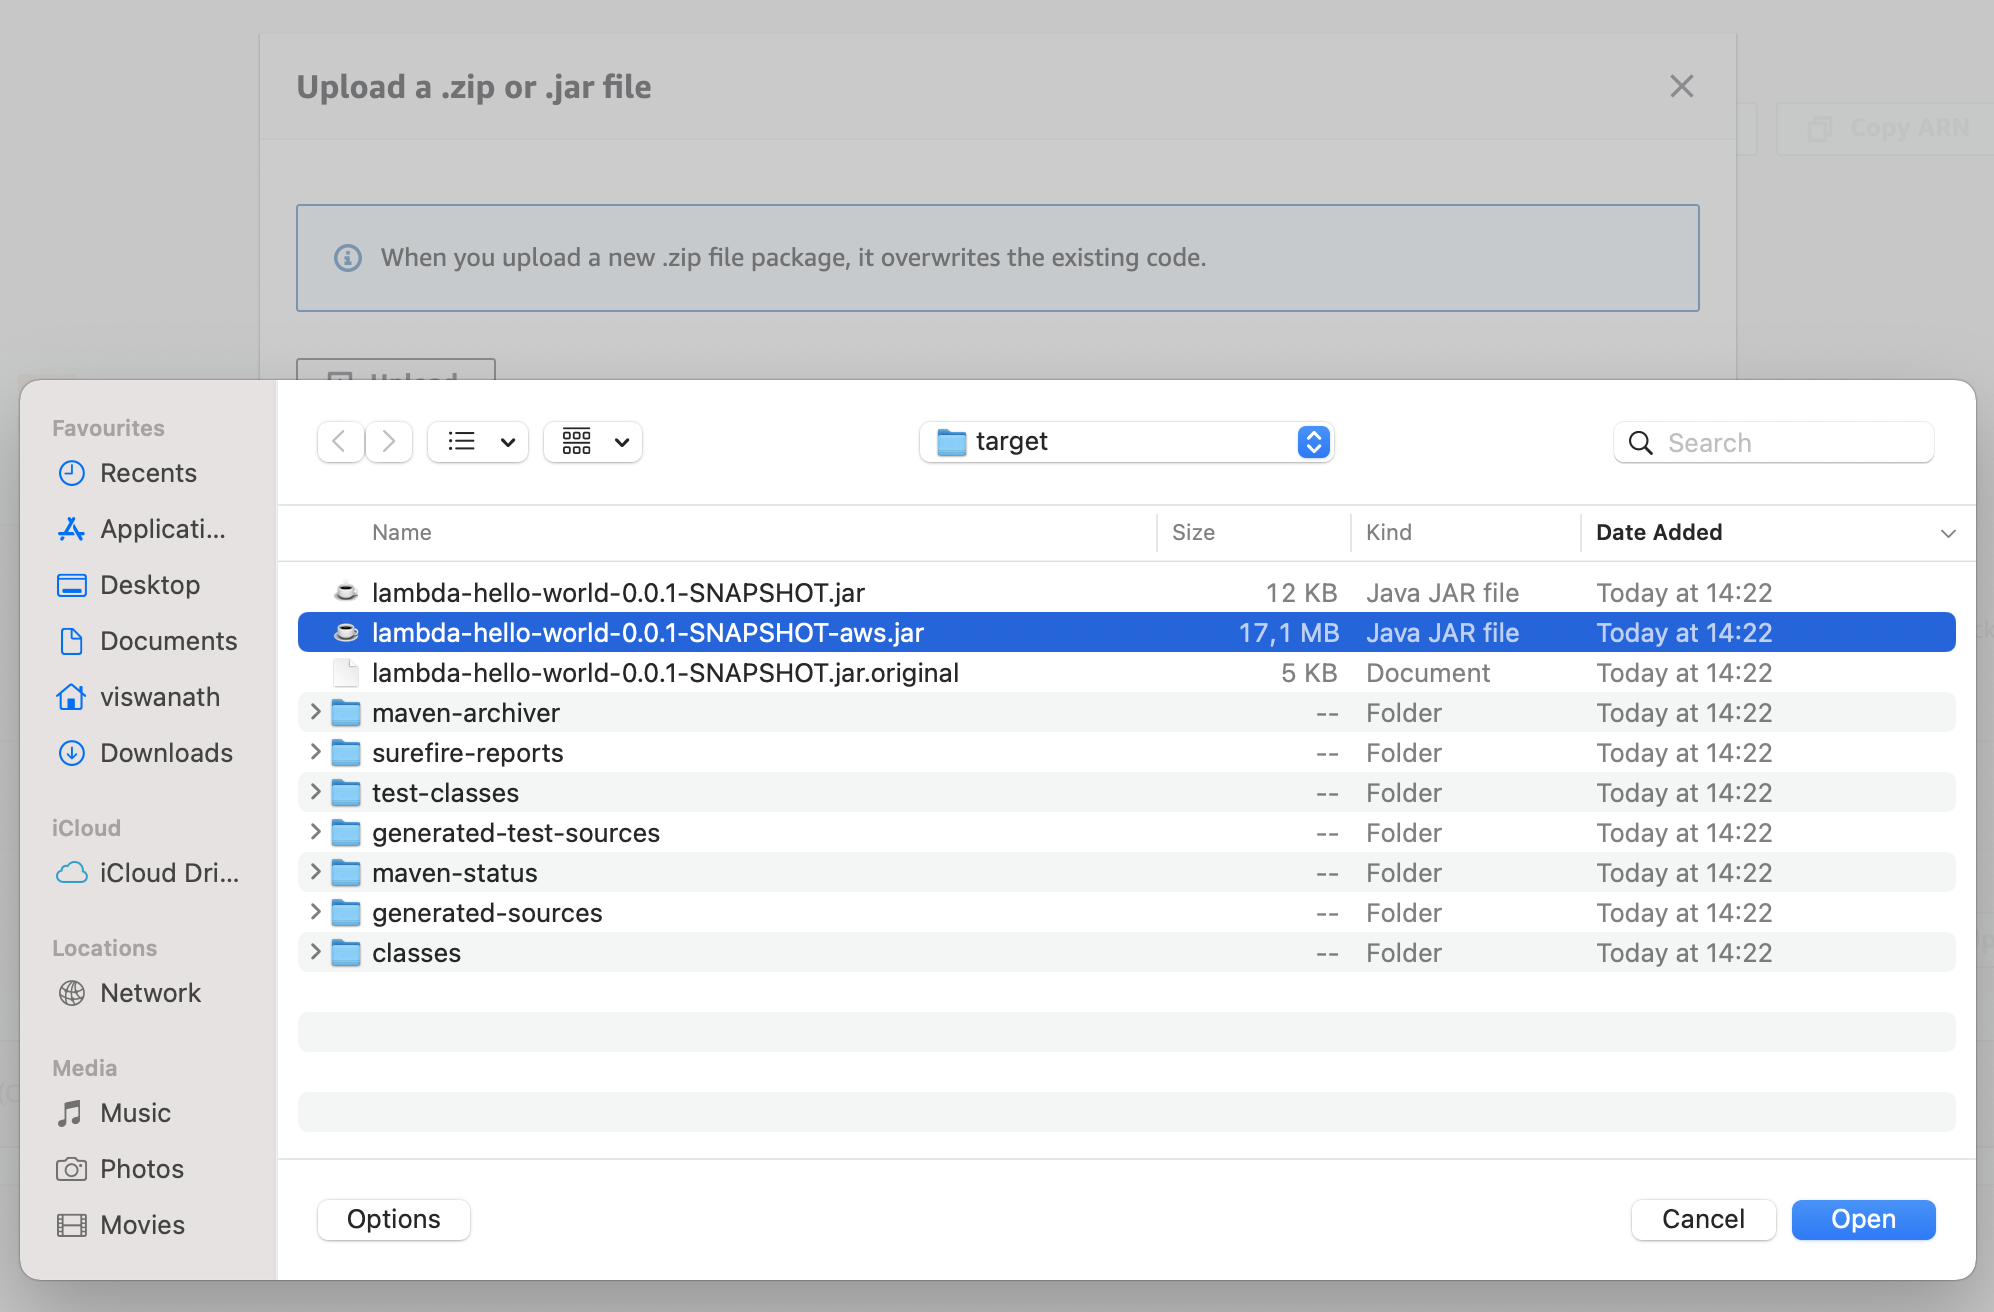 Upload a .zip or .jar file
Copy ARN
When you upload a new .zip file package, it overwrites the existing code.
Upload
Favourites
Recents
Applicati...
Desktop
Documents
viswanath
Downloads
iCloud
iCloud Dri...
Locations
Network
Media
Music
Photos
Movies
target
Search
Name Size Kind Date Added
lambda-hello-world-0.0.1-SNAPSHOT.jar 12 KB Java JAR file Today at 14:22
lambda-hello-world-0.0.1-SNAPSHOT-aws.jar 17,1 MB Java JAR file Today at 14:22
lambda-hello-world-0.0.1-SNAPSHOT.jar.original 5 KB Document Today at 14:22
maven-archiver -- Folder Today at 14:22
surefire-reports -- Folder Today at 14:22
test-classes -- Folder Today at 14:22
generated-test-sources -- Folder Today at 14:22
maven-status -- Folder Today at 14:22
generated-sources -- Folder Today at 14:22
classes -- Folder Today at 14:22
Options Cancel Open